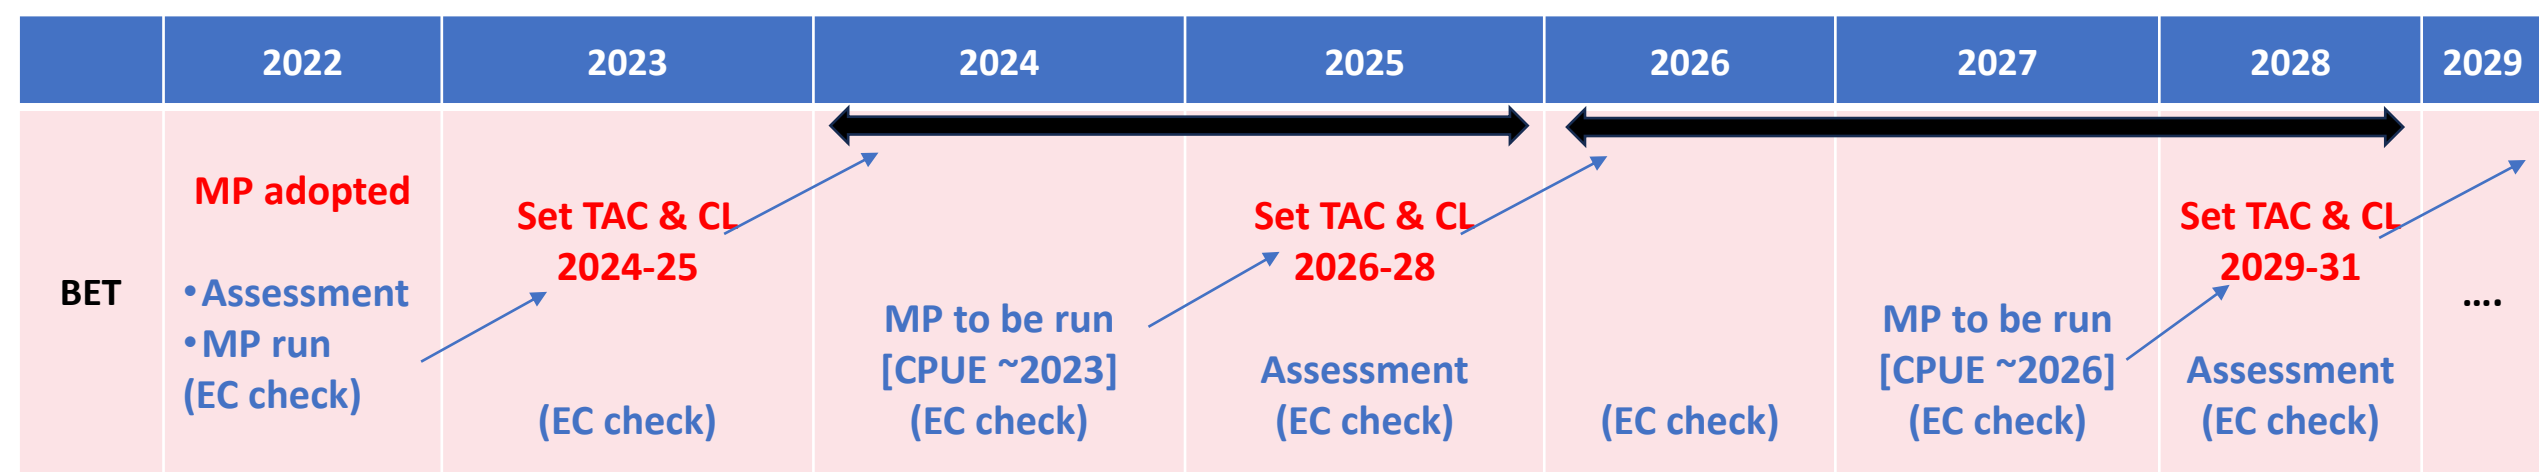 2022 2023 2024 2025 2026 2027 2028 2029
BET
MP adopted
•Assessment
•MP run
(EC check)
Set TAC & CL
2024-25
(EC check)
MP to be run
[CPUE ~2023]
(EC check)
Set TAC & CL
2026-28
Assessment
(EC check)
(EC check)
MP to be run
[CPUE ~2026]
(EC check)
Set TAC & CL
2029-31
Assessment
(EC check)
....